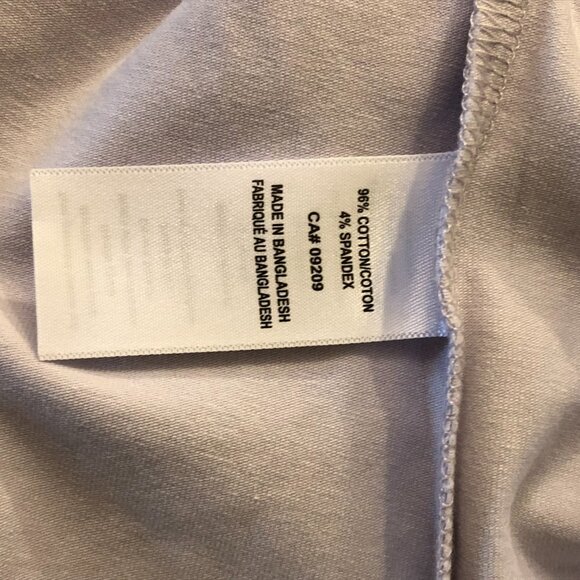 96% COTTON/COTON
4% SPANDEX
CA# 09209
MADE IN BANGLADESH
FABRIQUÉ AU BANGLADESH